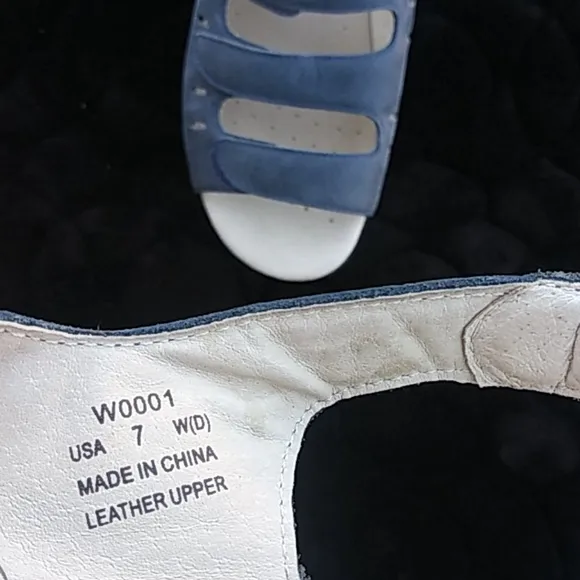 W0001
USA 7 W(D)
MADE IN CHINA
LEATHER UPPER